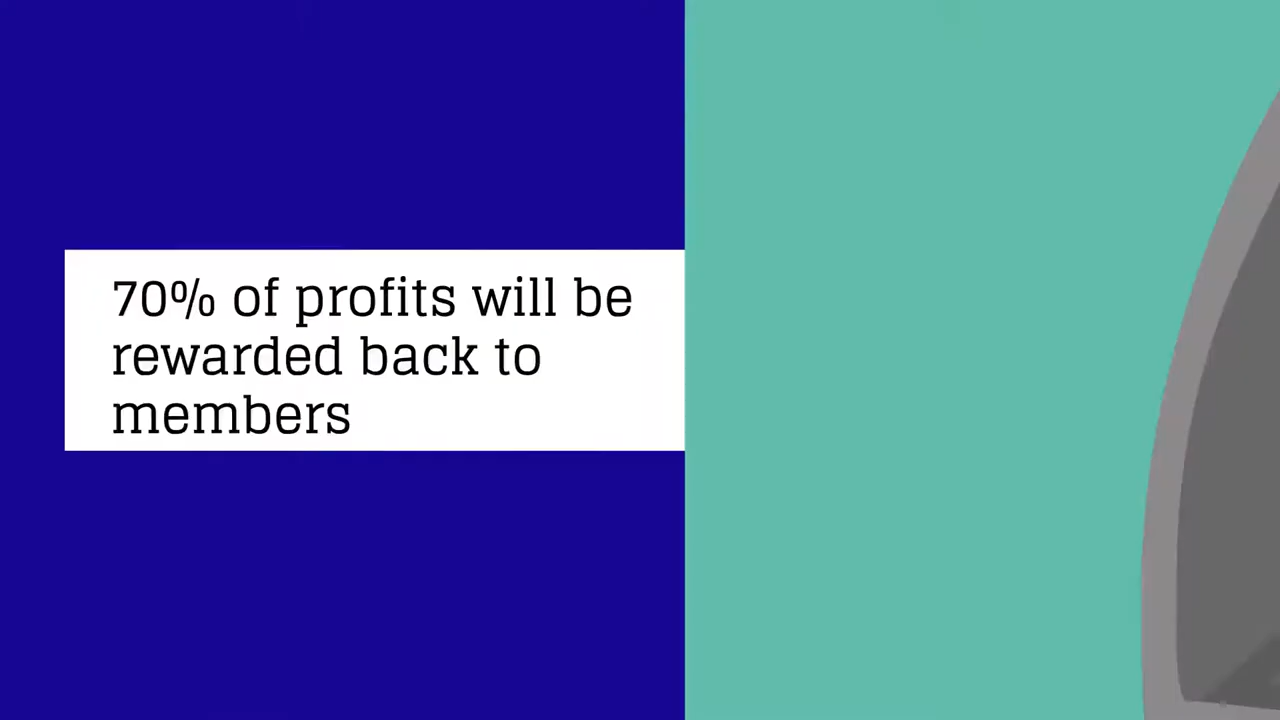 70% of profits will be
rewarded back to
members